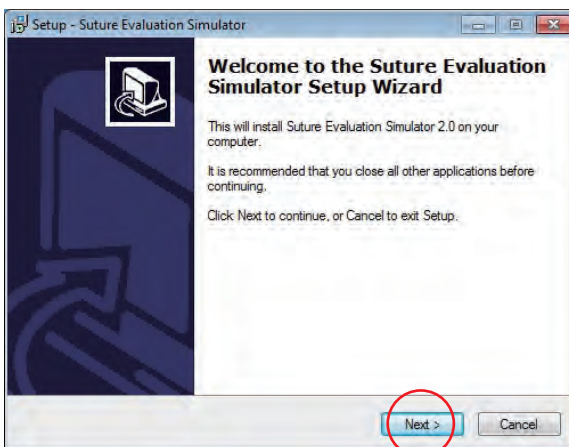 Setup - Suture Evaluation Simulator
Welcome to the Suture Evaluation
Simulator Setup Wizard
This will install Suture Evaluation Simulator 2.0 on your
computer.
It is recommended that you close all other applications before
continuing.
Click Next to continue, or Cancel to exit Setup.
Next >
Cancel